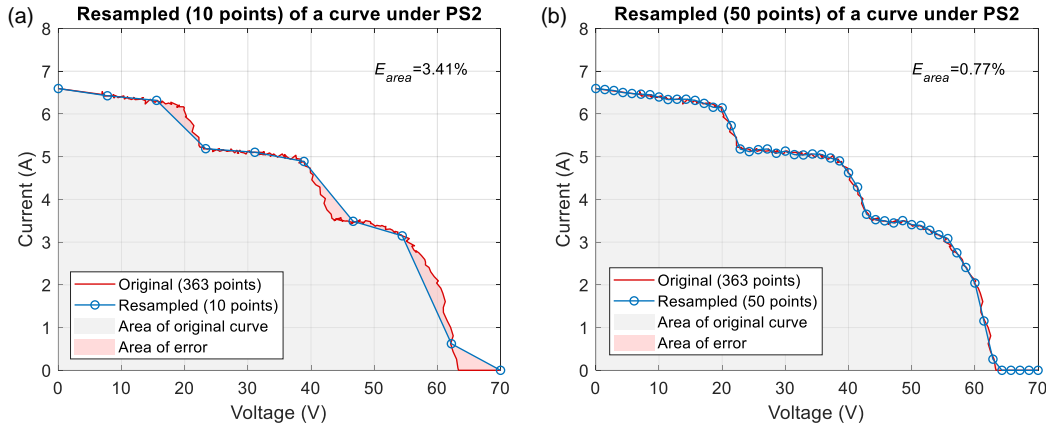 (a)
Resampled (10 points) of a curve under PS2
8
7
6
5
4
3
2
1
0
Current (A)
E_area=3.41%
Original (363 points)
Resampled (10 points)
Area of original curve
Area of error
0 10 20 30 40 50 60 70
Voltage (V)
(b)
Resampled (50 points) of a curve under PS2
8
7
6
5
4
3
2
1
0
Current (A)
E_area=0.77%
Original (363 points)
Resampled (50 points)
Area of original curve
Area of error
0 10 20 30 40 50 60 70
Voltage (V)